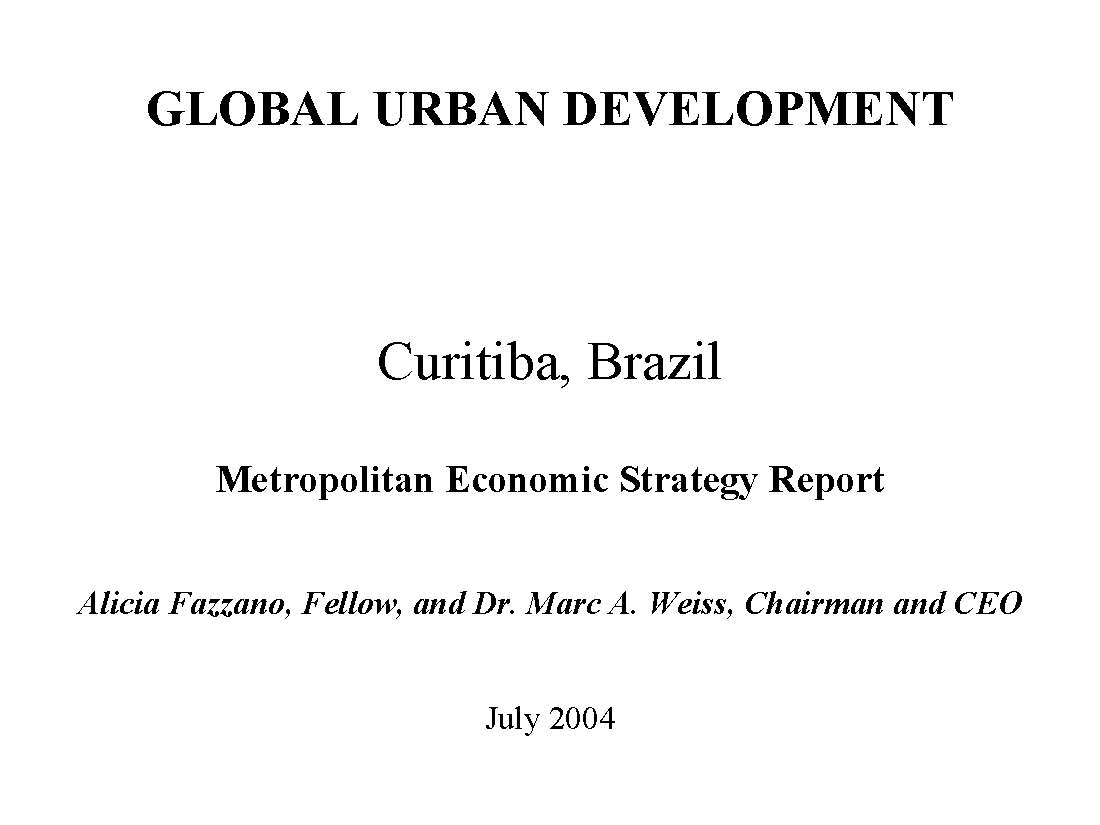 GLOBAL URBAN DEVELOPMENT
Curitiba, Brazil
Metropolitan Economic Strategy Report
Alicia Fazzano, Fellow, and Dr. Marc A. Weiss, Chairman and CEO
July 2004